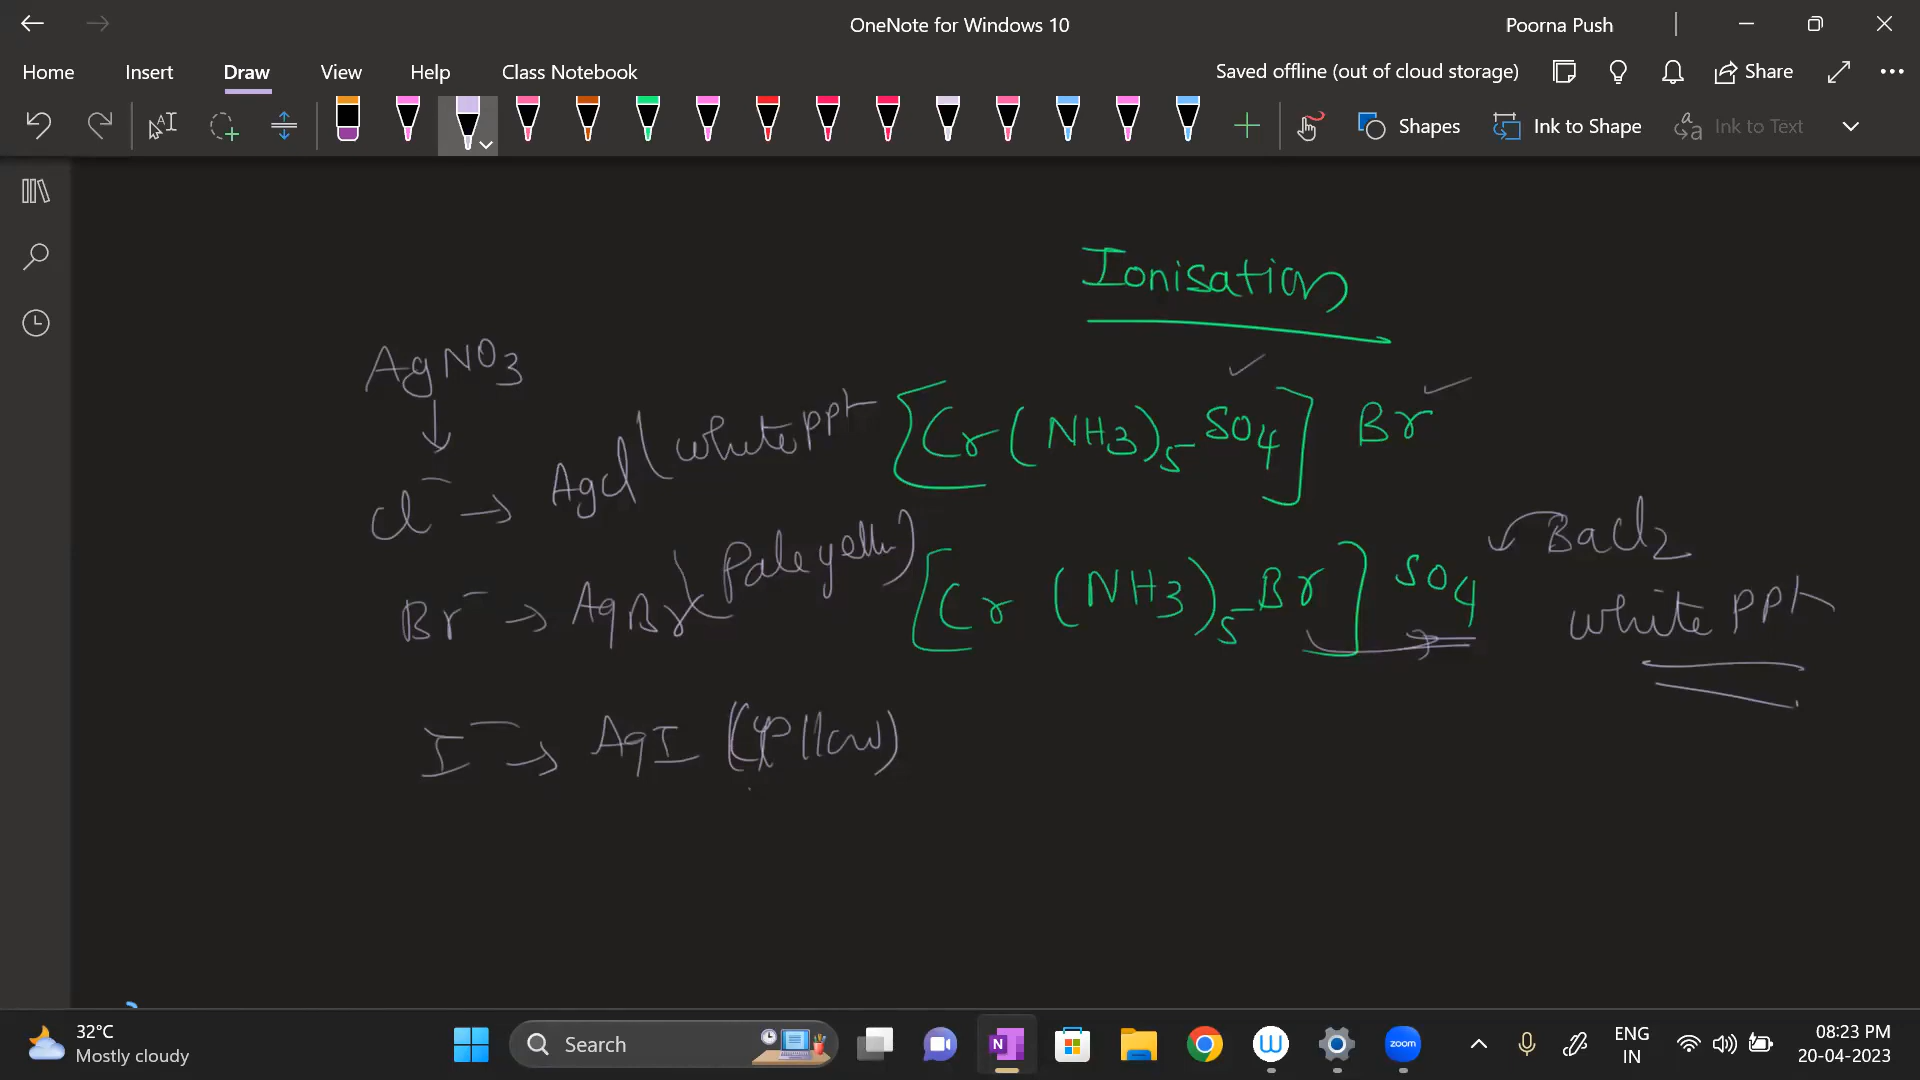 OneNote for Windows 10
Poorna Push
Home Insert Draw View Help Class Notebook
Saved offline (out of cloud storage)
Share
Shapes
Ink to Shape
Ink to Text
Ionisation
AgNO3
Cl⁻ → AgCl (white ppt
[Cr(NH3)5 SO4] Br
Br⁻ → AgBr (Pale yellow)
[Cr (NH3)5 Br] SO4
BaCl2
white ppt
I⁻ → AgI (yellow)
32°C
Mostly cloudy
Search
zoom
ENG
IN
08:23 PM
20-04-2023